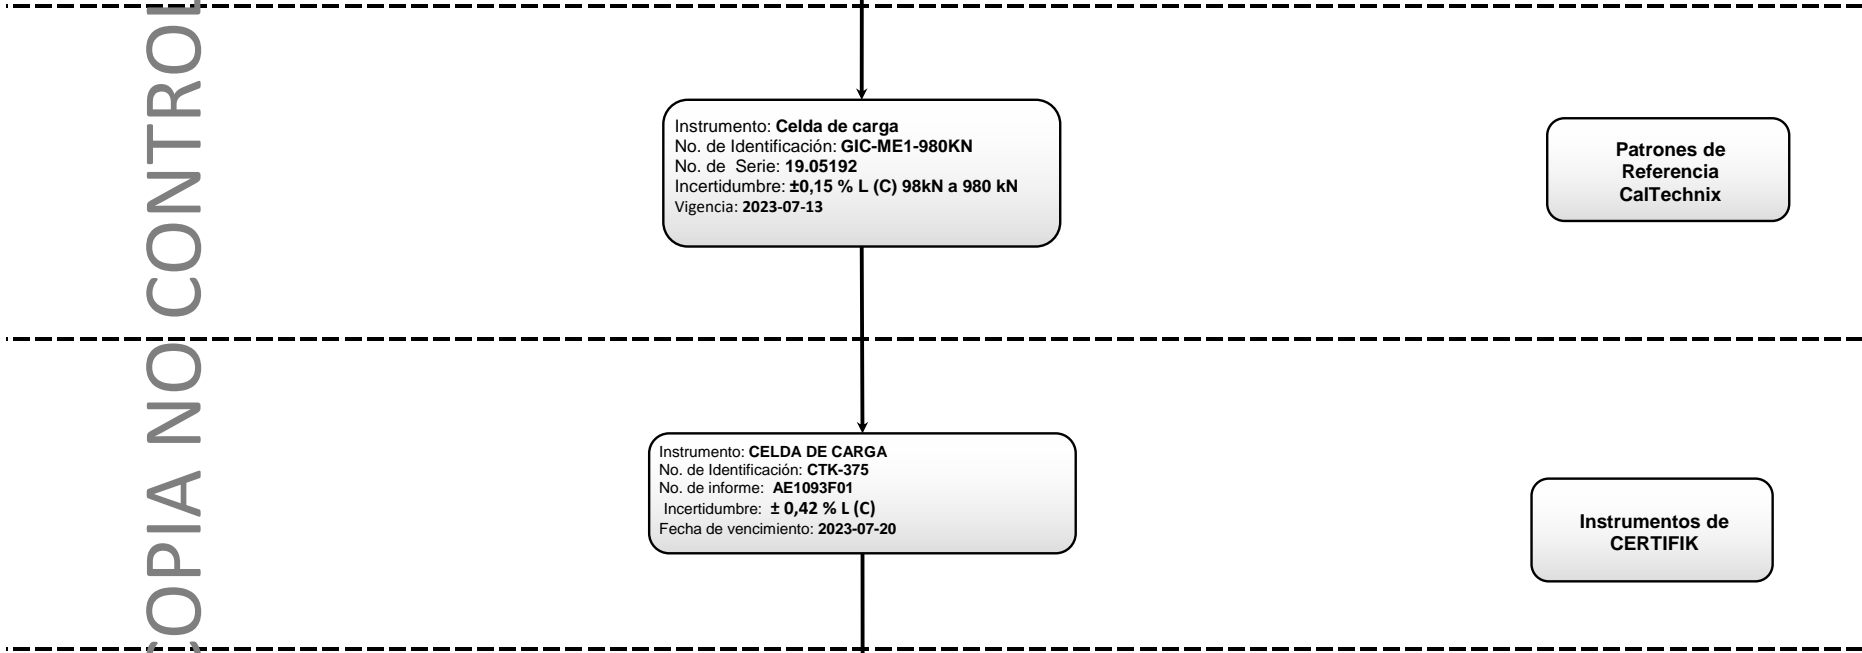 COPIA NO CONTROL
Instrumento: Celda de carga
No. de Identificación: GIC-ME1-980KN
No. de Serie: 19.05192
Incertidumbre: ±0,15 % L (C) 98kN a 980 kN
Vigencia: 2023-07-13
Patrones de
Referencia
CalTechnix
Instrumento: CELDA DE CARGA
No. de Identificación: CTK-375
No. de informe: AE1093F01
Incertidumbre: ± 0,42 % L (C)
Fecha de vencimiento: 2023-07-20
Instrumentos de
CERTIFIK